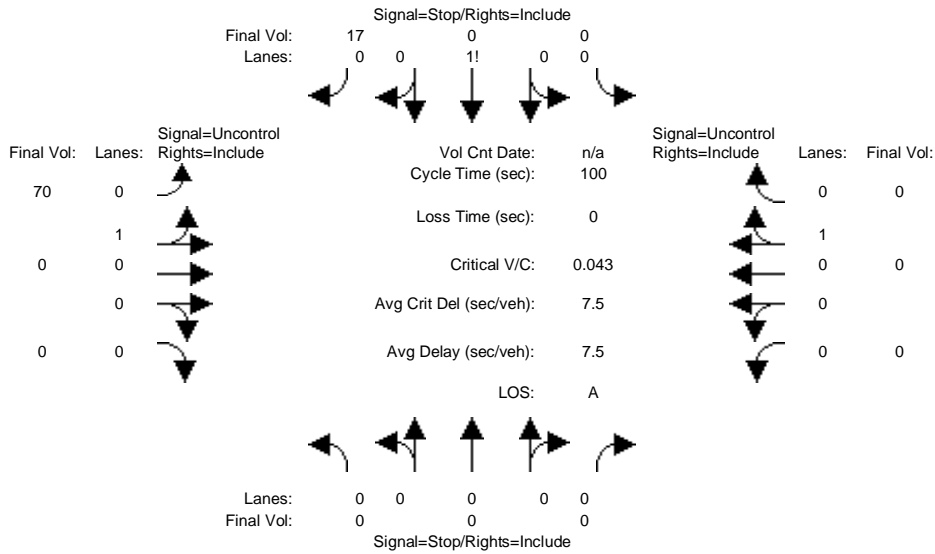 Signal=Stop/Rights=Include
Final Vol: 17 0 0
Lanes: 0 0 1! 0 0
Signal=Uncontrol Signal=Uncontrol
Final Vol: Lanes: Rights=Include Vol Cnt Date: n/a Rights=Include Lanes: Final Vol:
Cycle Time (sec): 100
70 0 0 0
Loss Time (sec): 0
1 1
0 0 Critical V/C: 0.043 0 0
0 Avg Crit Del (sec/veh): 7.5 0
0 0 Avg Delay (sec/veh): 7.5 0 0
LOS: A
Lanes: 0 0 0 0 0
Final Vol: 0 0 0
Signal=Stop/Rights=Include